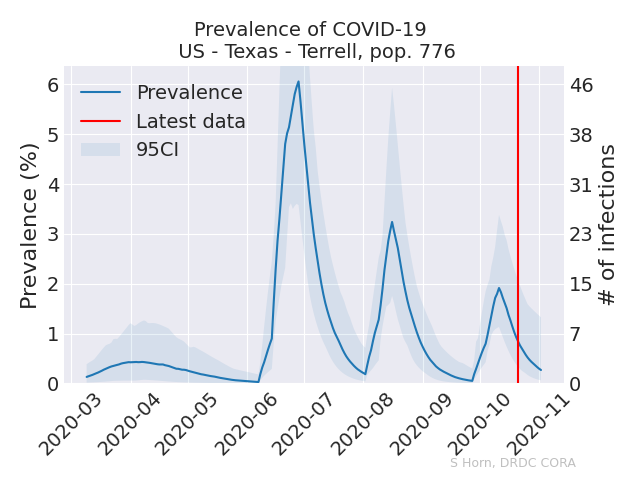 Prevalence of COVID-19
US - Texas - Terrell, pop. 776
Prevalence
Latest data
95CI
Prevalence (%)
6
5
4
3
2
1
0
46
38
31
23
15
7
0
# of infections
2020-03
2020-04
2020-05
2020-06
2020-07
2020-08
2020-09
2020-10
2020-11
S Horn, DRDC CORA